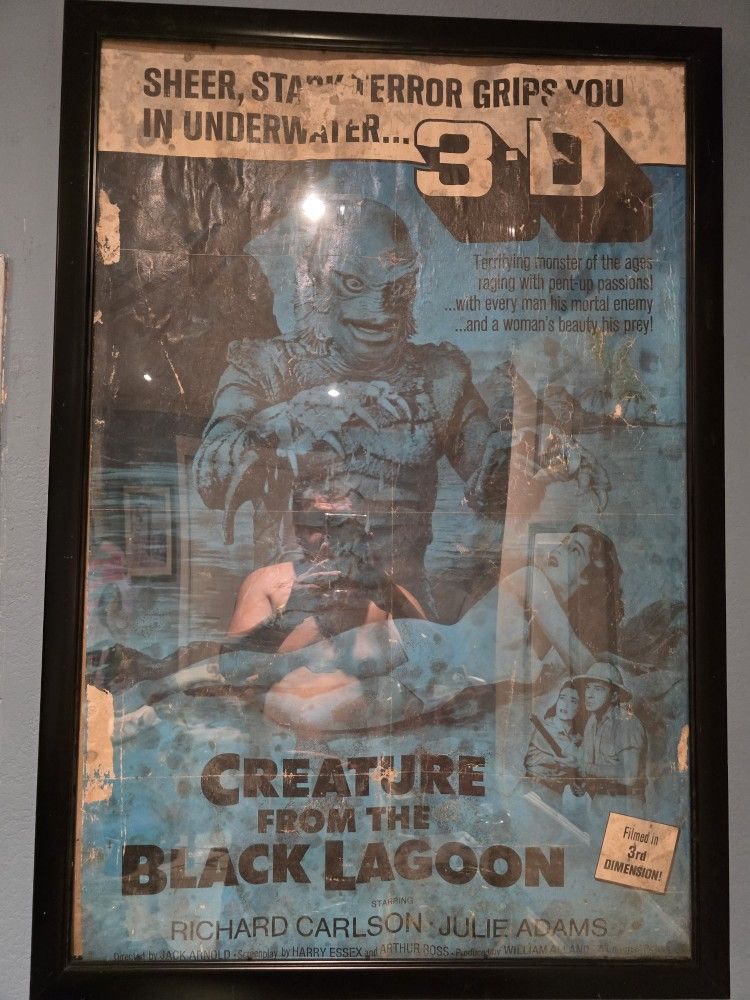 SHEER, STARK TERROR GRIPS YOU
IN UNDERWATER...
3-D
Terrifying monster of the ages
raging with pent-up passions!
...with every man his mortal enemy
...and a woman's beauty his prey!
CREATURE
FROM THE
BLACK LAGOON
Filmed in
3rd
DIMENSION!
STARRING
RICHARD CARLSON · JULIE ADAMS
Directed by JACK ARNOLD · Screenplay by HARRY ESSEX and ARTHUR ROSS · Produced by WILLIAM ALLAND